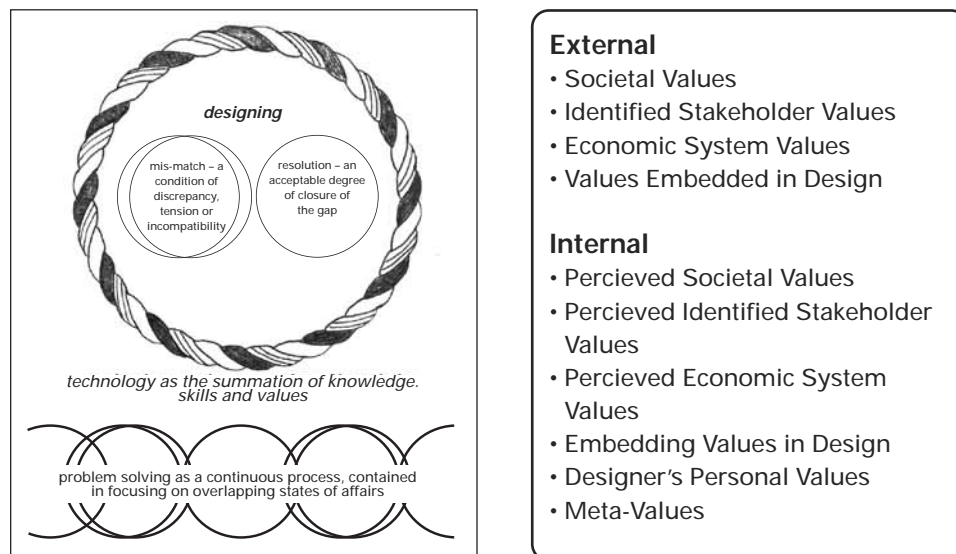 designing
mis-match – a
condition of
discrepancy,
tension or
incompatibility
resolution – an
acceptable degree
of closure of
the gap
technology as the summation of knowledge.
skills and values
problem solving as a continuous process, contained
in focusing on overlapping states of affairs
External
• Societal Values
• Identified Stakeholder Values
• Economic System Values
• Values Embedded in Design
Internal
• Percieved Societal Values
• Percieved Identified Stakeholder
Values
• Percieved Economic System
Values
• Embedding Values in Design
• Designer’s Personal Values
• Meta-Values